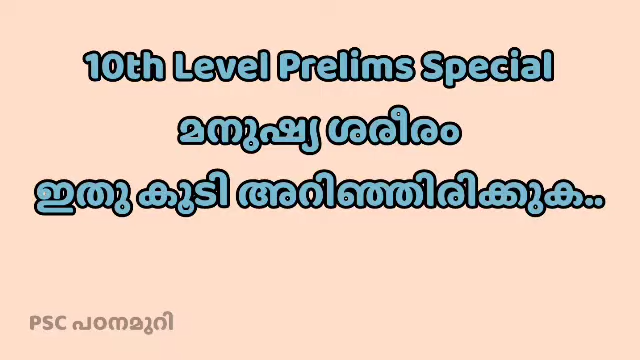 10th Level Prelims Special
മനുഷ്യ ശരീരം
ഇതു കൂടി അറിഞ്ഞിരിക്കുക..
PSC പഠനമുറി